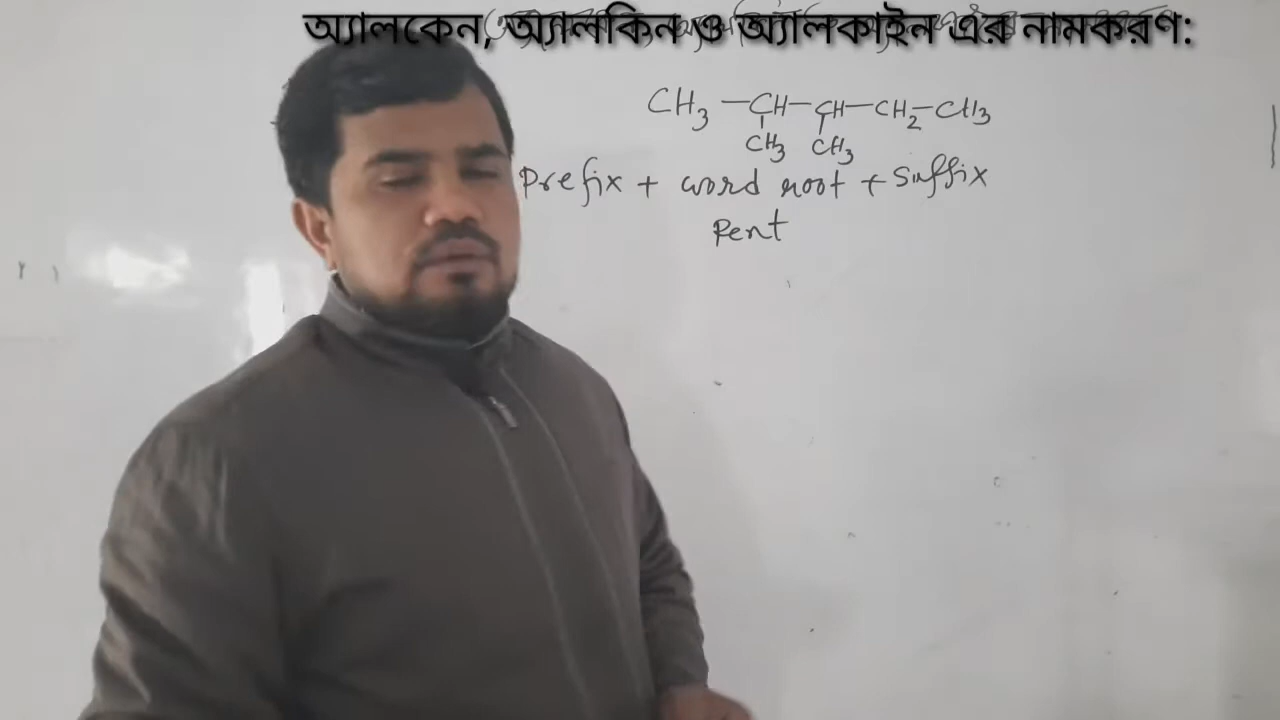 অ্যালকেন, অ্যালকিন ও অ্যালকাইন এর নামকরণ:
CH3 —CH—CH—CH2—CH3
CH3 CH3
Prefix + word root + Suffix
Pent